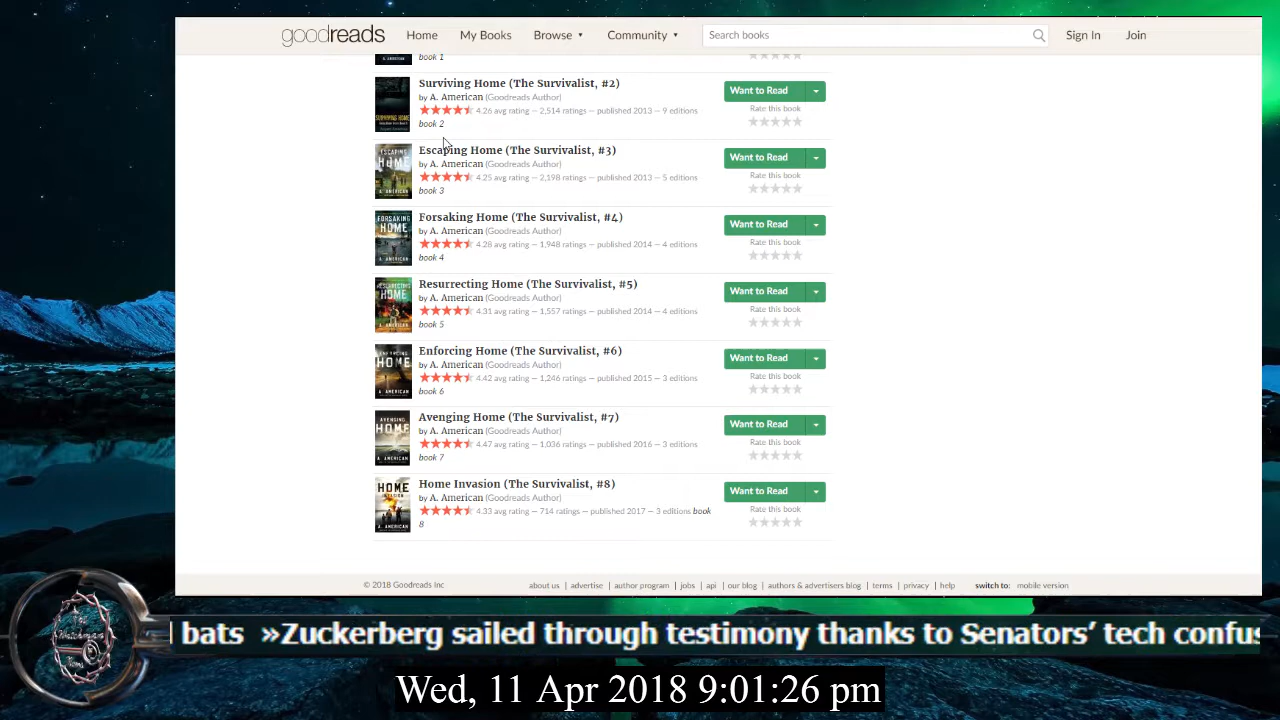 goodreads Home My Books Browse ▾ Community ▾ Search books Sign In Join
book 1
Surviving Home (The Survivalist, #2)
by A. American (Goodreads Author)
4.26 avg rating — 2,514 ratings — published 2013 — 9 editions
book 2
Want to Read
Rate this book
Escaping Home (The Survivalist, #3)
by A. American (Goodreads Author)
4.25 avg rating — 2,198 ratings — published 2013 — 5 editions
book 3
Want to Read
Rate this book
Forsaking Home (The Survivalist, #4)
by A. American (Goodreads Author)
4.28 avg rating — 1,948 ratings — published 2014 — 4 editions
book 4
Want to Read
Rate this book
Resurrecting Home (The Survivalist, #5)
by A. American (Goodreads Author)
4.31 avg rating — 1,557 ratings — published 2014 — 4 editions
book 5
Want to Read
Rate this book
Enforcing Home (The Survivalist, #6)
by A. American (Goodreads Author)
4.42 avg rating — 1,246 ratings — published 2015 — 3 editions
book 6
Want to Read
Rate this book
Avenging Home (The Survivalist, #7)
by A. American (Goodreads Author)
4.47 avg rating — 1,036 ratings — published 2016 — 3 editions
book 7
Want to Read
Rate this book
Home Invasion (The Survivalist, #8)
by A. American (Goodreads Author)
4.33 avg rating — 714 ratings — published 2017 — 3 editions book
8
Want to Read
Rate this book
© 2018 Goodreads Inc about us | advertise | author program | jobs | api | our blog | authors & advertisers blog | terms | privacy | help switch to: mobile version
bats »Zuckerberg sailed through testimony thanks to Senators’ tech confus
Wed, 11 Apr 2018 9:01:26 pm